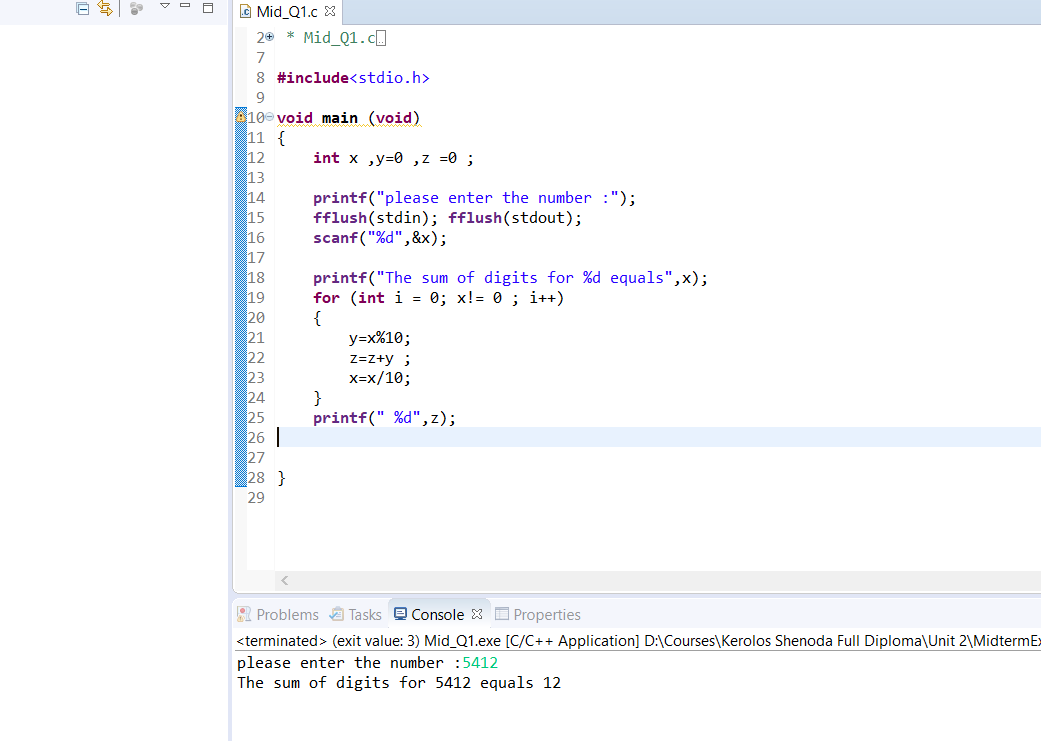 Mid_Q1.c
2 * Mid_Q1.c
7
8 #include<stdio.h>
9
10 void main (void)
11 {
12 int x ,y=0 ,z =0 ;
13
14 printf("please enter the number :");
15 fflush(stdin); fflush(stdout);
16 scanf("%d",&x);
17
18 printf("The sum of digits for %d equals",x);
19 for (int i = 0; x!= 0 ; i++)
20 {
21 y=x%10;
22 z=z+y ;
23 x=x/10;
24 }
25 printf(" %d",z);
26
27
28 }
29
Problems Tasks Console Properties
<terminated> (exit value: 3) Mid_Q1.exe [C/C++ Application] D:\Courses\Kerolos Shenoda Full Diploma\Unit 2\MidtermEx
please enter the number :5412
The sum of digits for 5412 equals 12